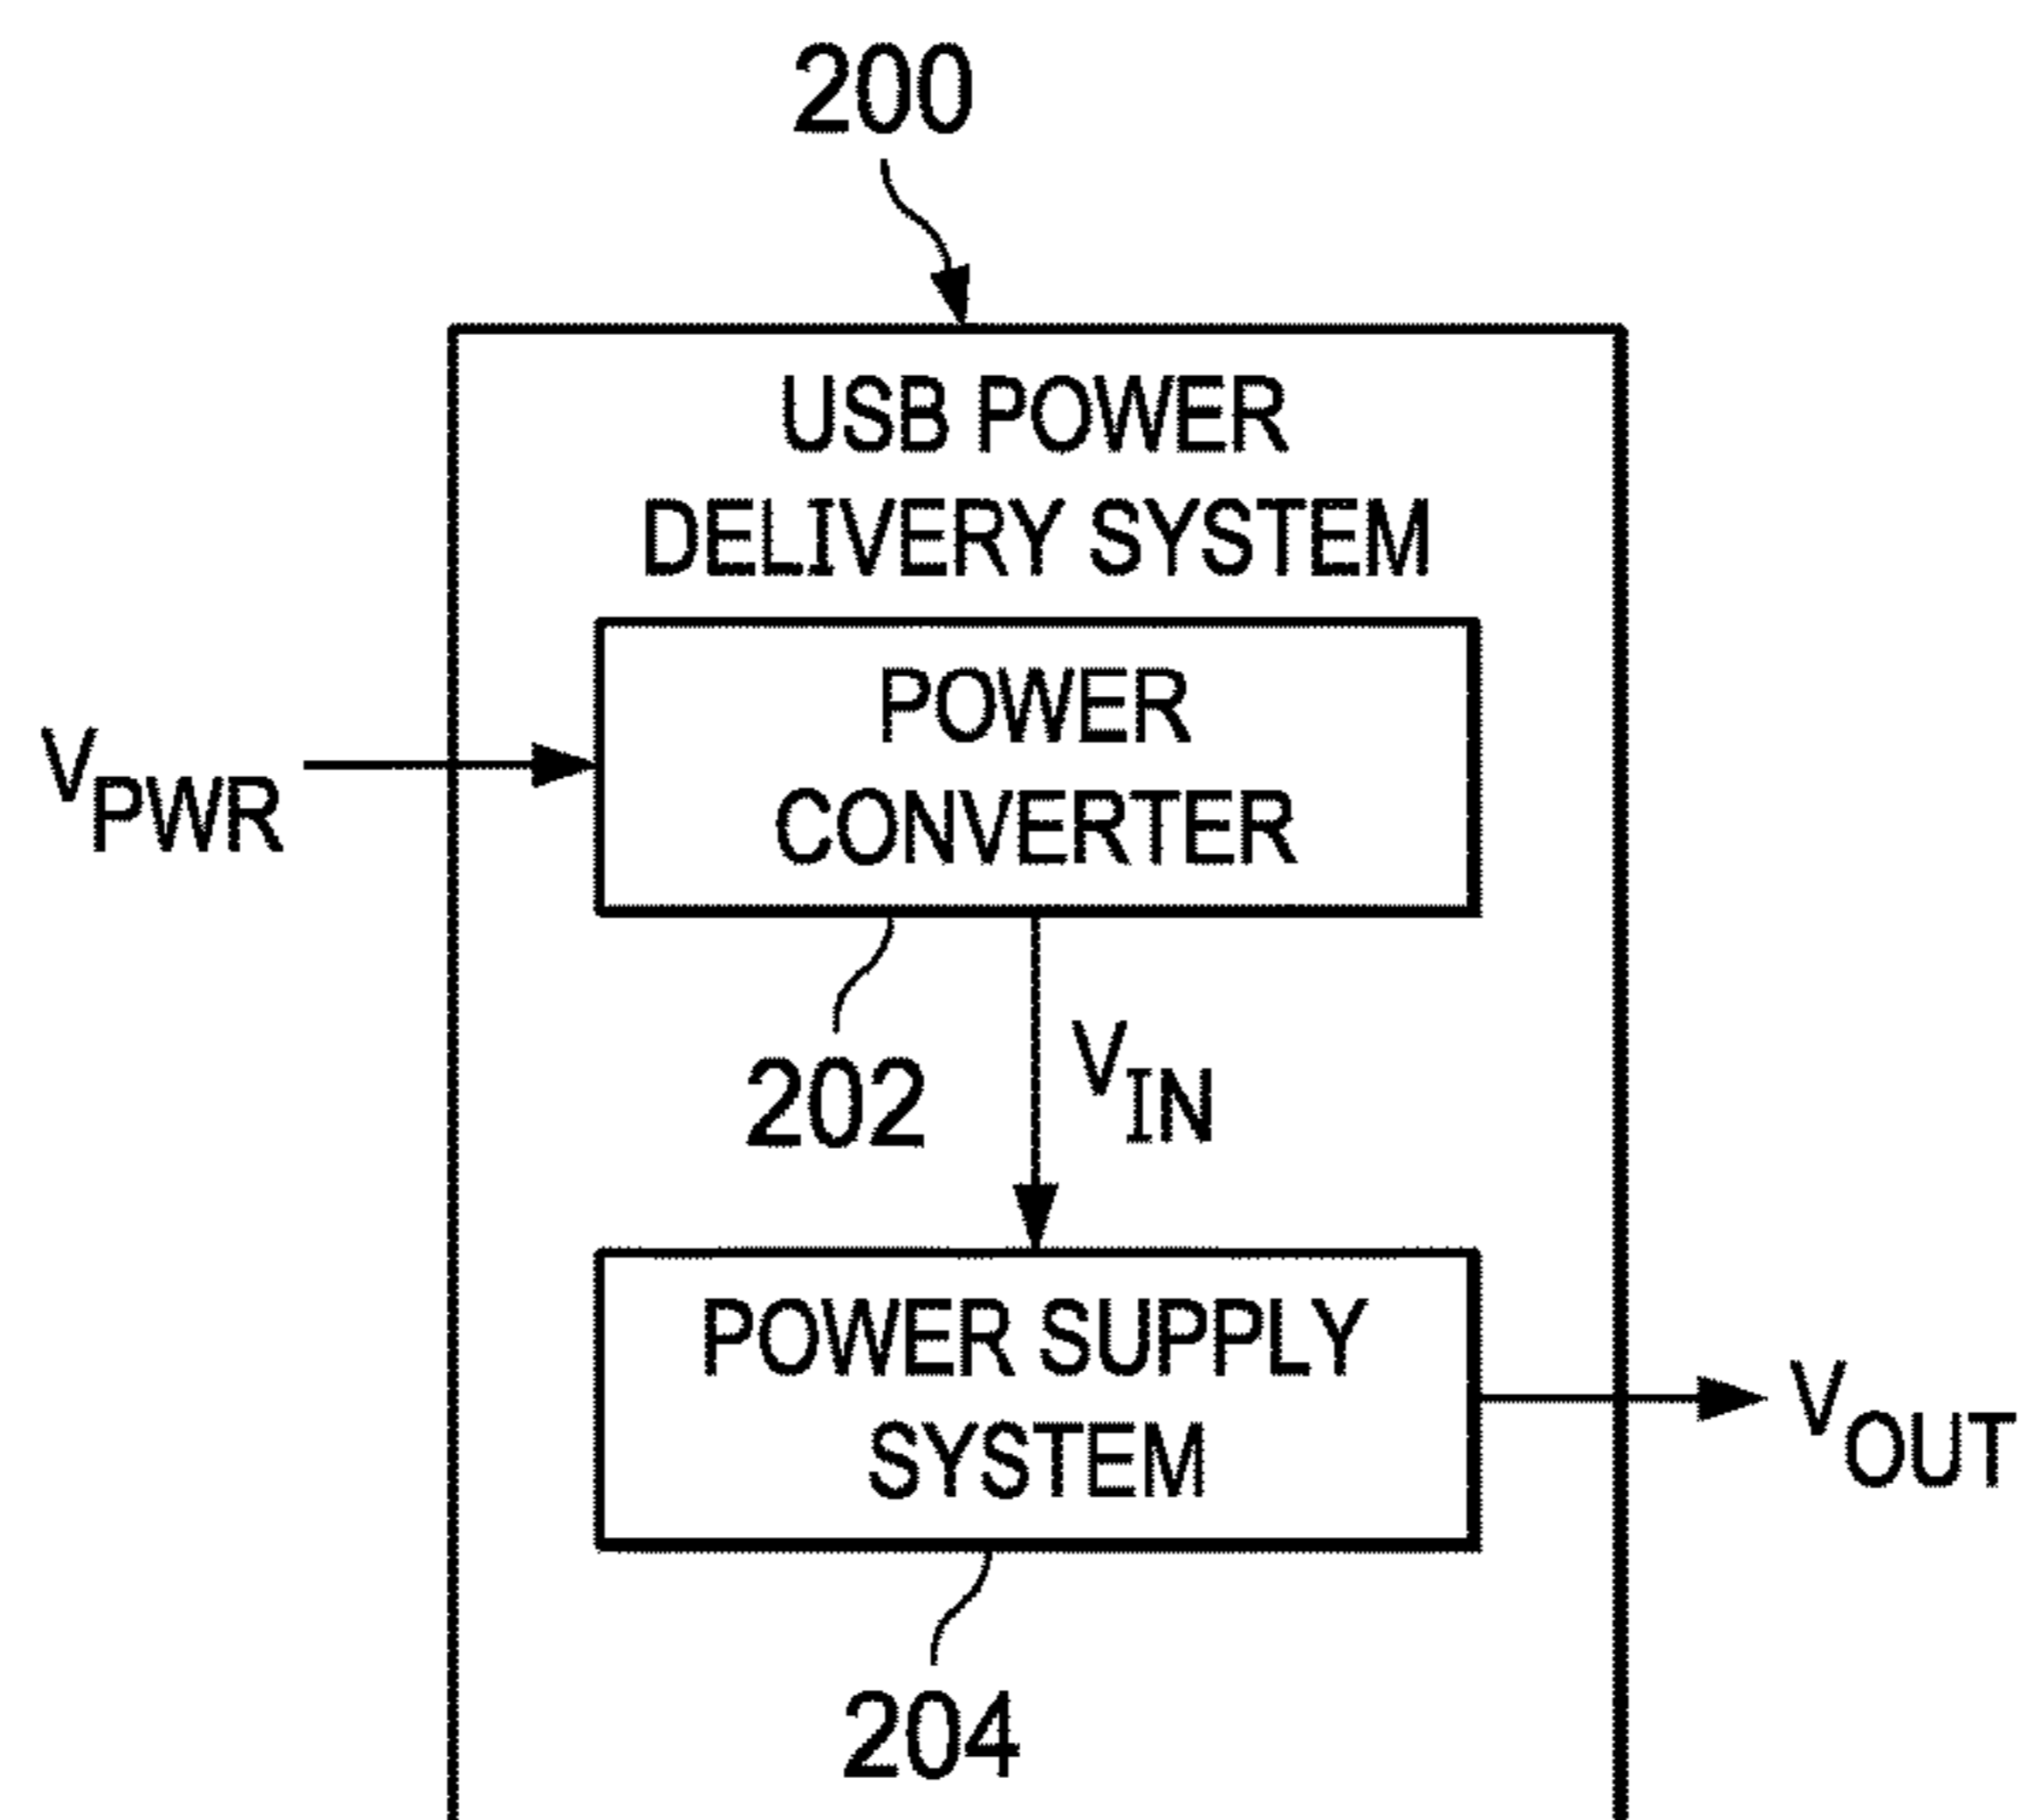 200
USB POWER
DELIVERY SYSTEM
POWER
CONVERTER
VPWR
202
VIN
POWER SUPPLY
SYSTEM
VOUT
204